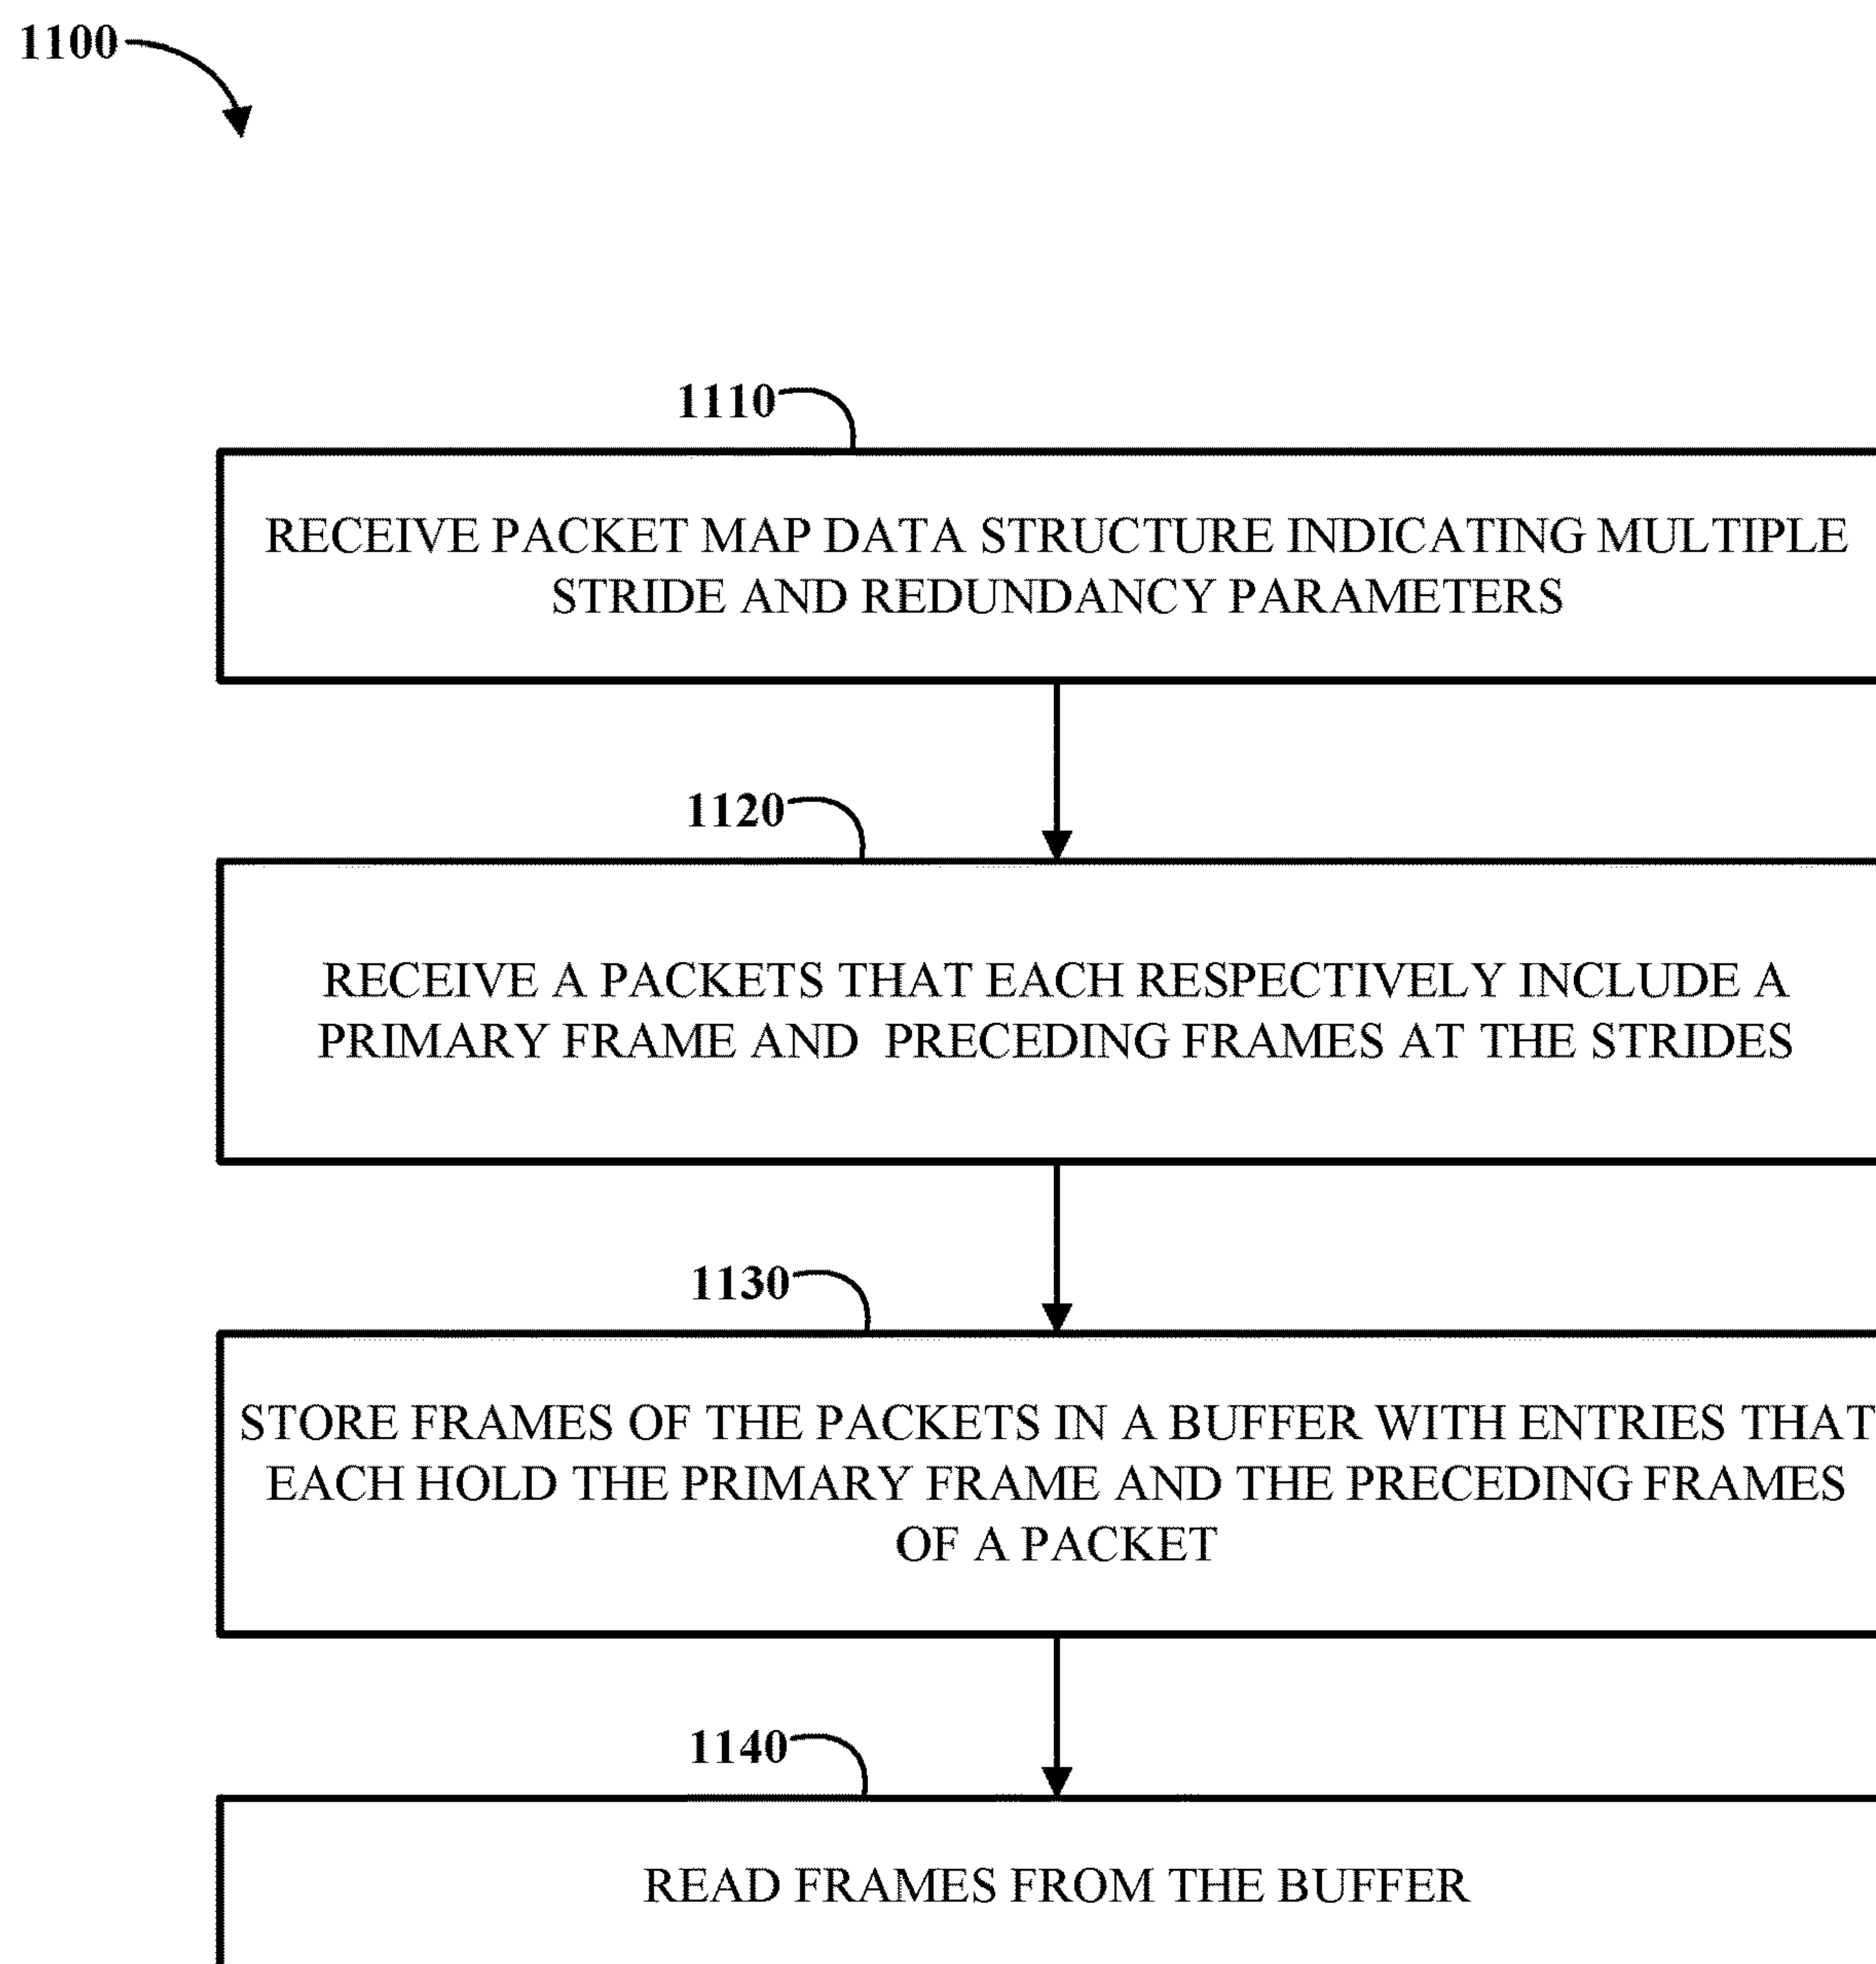 1100
1110
RECEIVE PACKET MAP DATA STRUCTURE INDICATING MULTIPLE
STRIDE AND REDUNDANCY PARAMETERS
1120
RECEIVE A PACKETS THAT EACH RESPECTIVELY INCLUDE A
PRIMARY FRAME AND PRECEDING FRAMES AT THE STRIDES
1130
STORE FRAMES OF THE PACKETS IN A BUFFER WITH ENTRIES THAT
EACH HOLD THE PRIMARY FRAME AND THE PRECEDING FRAMES
OF A PACKET
1140
READ FRAMES FROM THE BUFFER